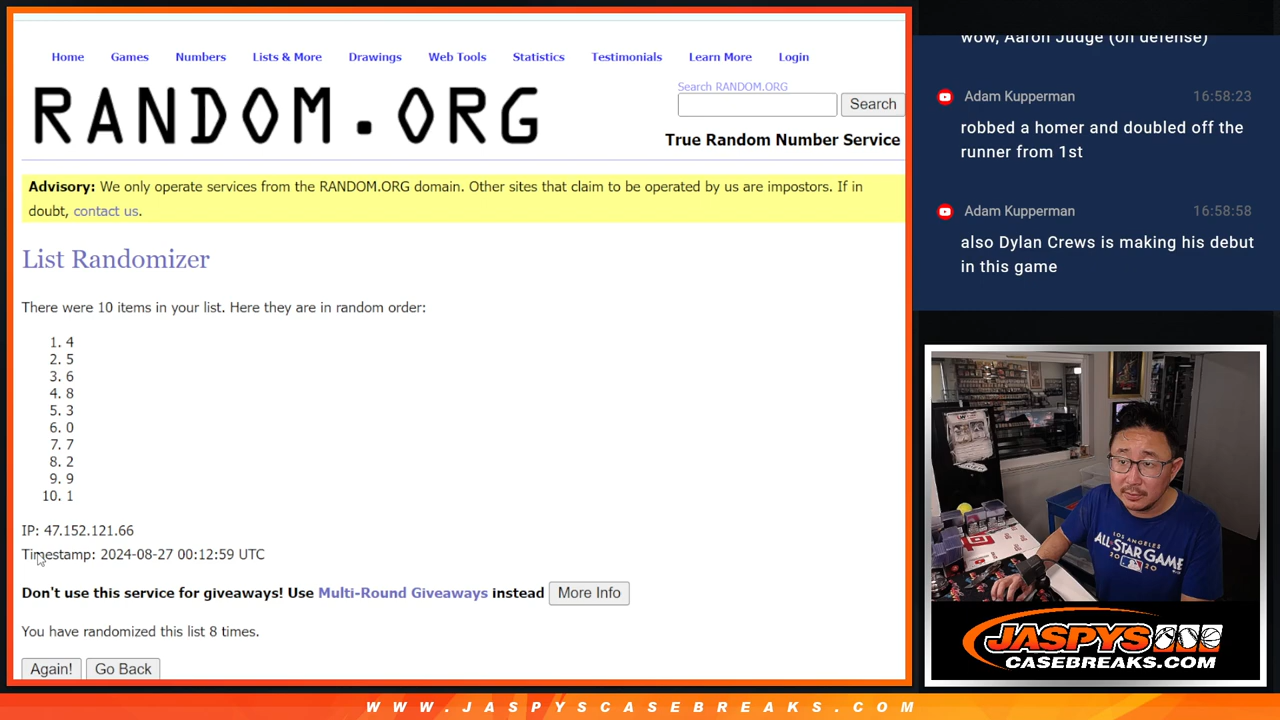 Home Games Numbers Lists & More Drawings Web Tools Statistics Testimonials Learn More Login
RANDOM.ORG
Search RANDOM.ORG
Search
True Random Number Service
Advisory: We only operate services from the RANDOM.ORG domain. Other sites that claim to be operated by us are impostors. If in
doubt, contact us.
List Randomizer
There were 10 items in your list. Here they are in random order:
1. 4
2. 5
3. 6
4. 8
5. 3
6. 0
7. 7
8. 2
9. 9
10. 1
IP: 47.152.121.66
Timestamp: 2024-08-27 00:12:59 UTC
Don't use this service for giveaways! Use Multi-Round Giveaways instead More Info
You have randomized this list 8 times.
Again! Go Back
wow, Aaron Judge (on defense)
Adam Kupperman 16:58:23
robbed a homer and doubled off the
runner from 1st
Adam Kupperman 16:58:58
also Dylan Crews is making his debut
in this game
LOS ANGELES
ALL STAR GAME
2020
JASPYS
CASEBREAKS.COM
WWW.JASPYSCASEBREAKS.COM